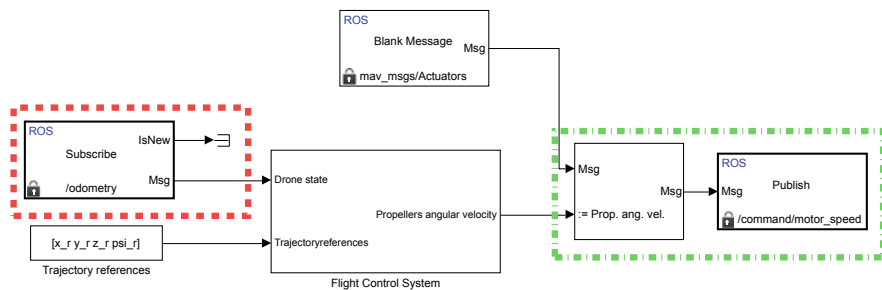 ROS
Blank Message
Msg
mav_msgs/Actuators
ROS
IsNew
Subscribe
Msg
/odometry
Drone state
Propellers angular velocity
Trajectoryreferences
Flight Control System
[x_r y_r z_r psi_r]
Trajectory references
Msg
Msg
:= Prop. ang. vel.
ROS
Publish
Msg
/command/motor_speed